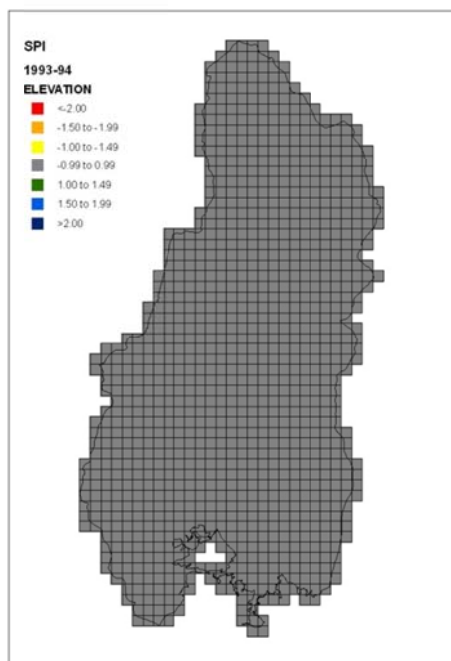 SPI
1993-94
ELEVATION
<-2.00
-1.50 to -1.99
-1.00 to -1.49
-0.99 to 0.99
1.00 to 1.49
1.50 to 1.99
>2.00